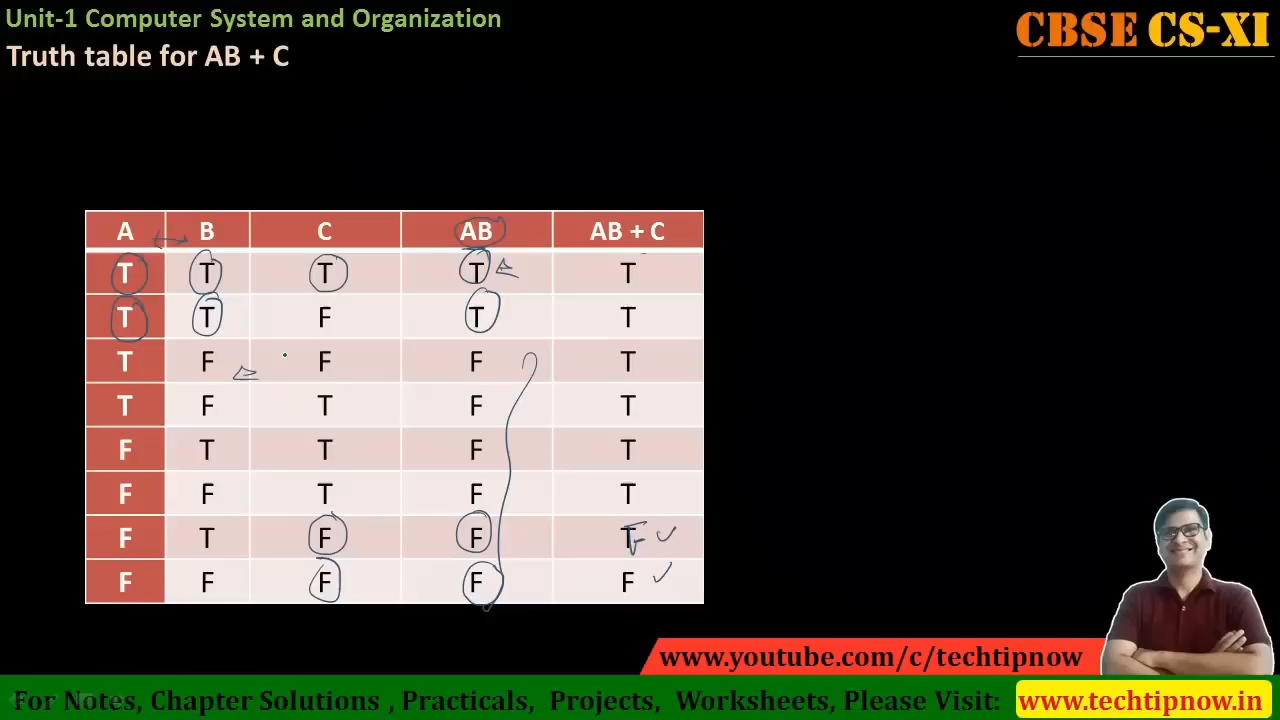 Unit-1 Computer System and Organization
CBSE CS-XI
Truth table for AB + C
A B C AB AB + C
T T T T T
T T F T T
T F F F T
T F T F T
F T T F T
F F T F T
F T F F T F
F F F F F
www.youtube.com/c/techtipnow
For Notes, Chapter Solutions , Practicals, Projects, Worksheets, Please Visit: www.techtipnow.in